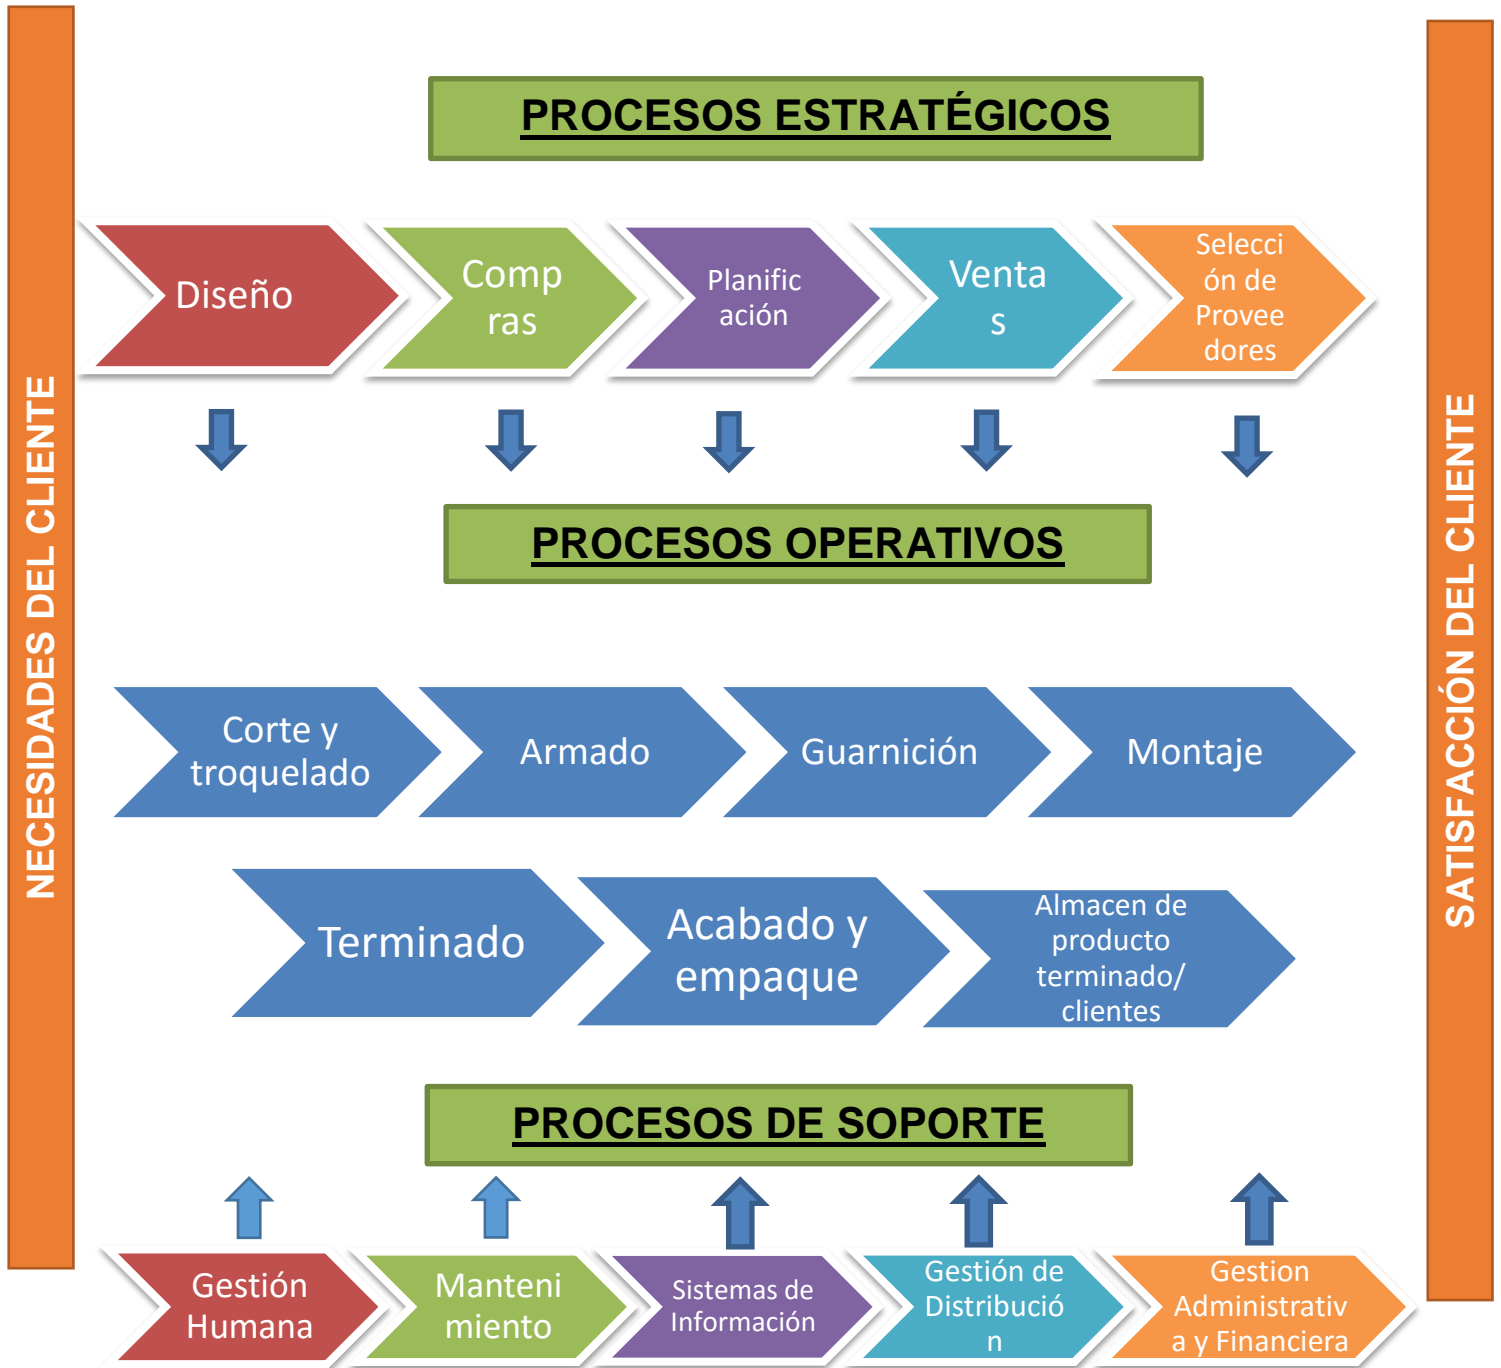 NECESIDADES DEL CLIENTE
PROCESOS ESTRATÉGICOS
Diseño
Comp
ras
Planific
ación
Venta
s
Selecci
ón de
Provee
dores
PROCESOS OPERATIVOS
Corte y
troquelado
Armado
Guarnición
Montaje
Terminado
Acabado y
empaque
Almacen de
producto
terminado/
clientes
PROCESOS DE SOPORTE
Gestión
Humana
Manteni
miento
Sistemas de
Información
Gestión de
Distribució
n
Gestion
Administrativ
a y Financiera
SATISFACCIÓN DEL CLIENTE